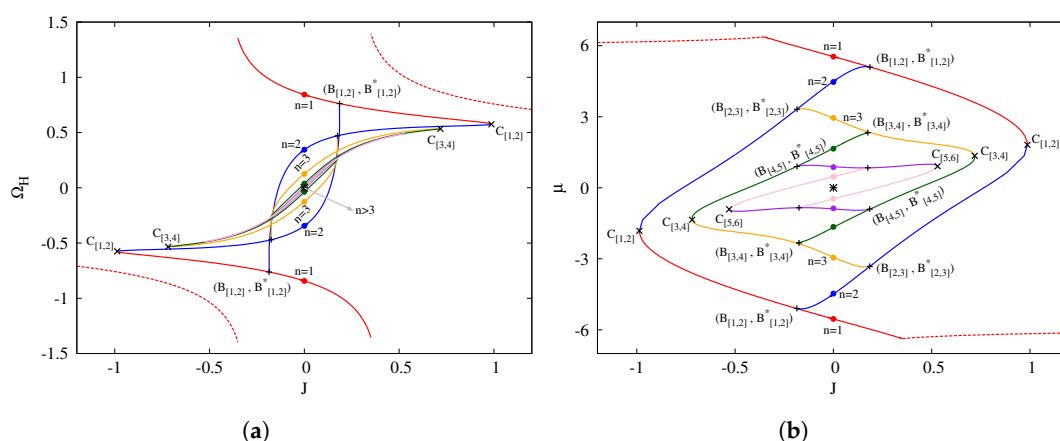 1.5
1
0.5
0
-0.5
-1
-1.5
Ω_H
-1
-0.5
0
0.5
1
J
n=1
(B_[1,2] , B*_[1,2])
n=2
C_[1,2]
C_[3,4]
n=3
n>3
n=3
n=2
C_[1,2]
C_[3,4]
n=1
(B_[1,2] , B*_[1,2])
(a)
6
3
0
-3
-6
μ
-1
-0.5
0
0.5
1
J
n=1
(B_[1,2] , B*_[1,2])
n=2
(B_[2,3] , B*_[2,3])
n=3
(B_[3,4] , B*_[3,4])
(B_[4,5] , B*_[4,5])
C_[5,6]
C_[3,4]
C_[1,2]
C_[1,2]
C_[3,4]
C_[5,6]
(B_[4,5] , B*_[4,5])
(B_[3,4] , B*_[3,4])
n=3
(B_[2,3] , B*_[2,3])
n=2
(B_[1,2] , B*_[1,2])
n=1
(b)